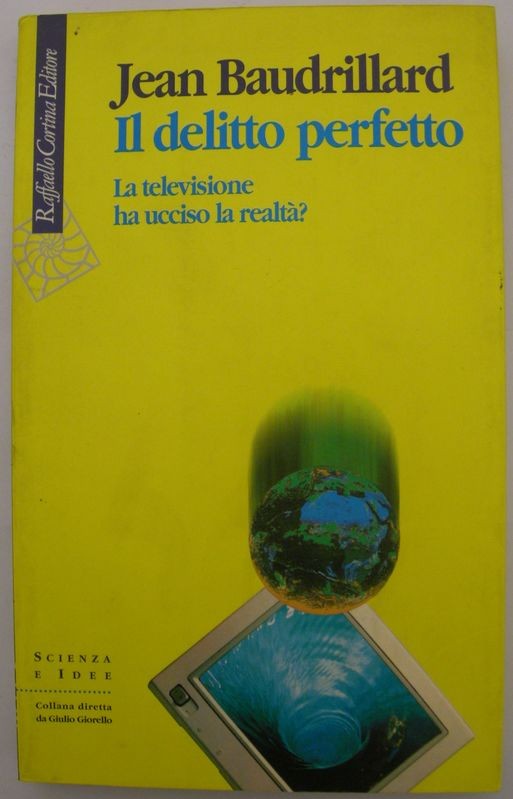 Raffaello Cortina Editore
Jean Baudrillard
Il delitto perfetto
La televisione
ha ucciso la realtà?
SCIENZA
E IDEE
Collana diretta
da Giulio Giorello